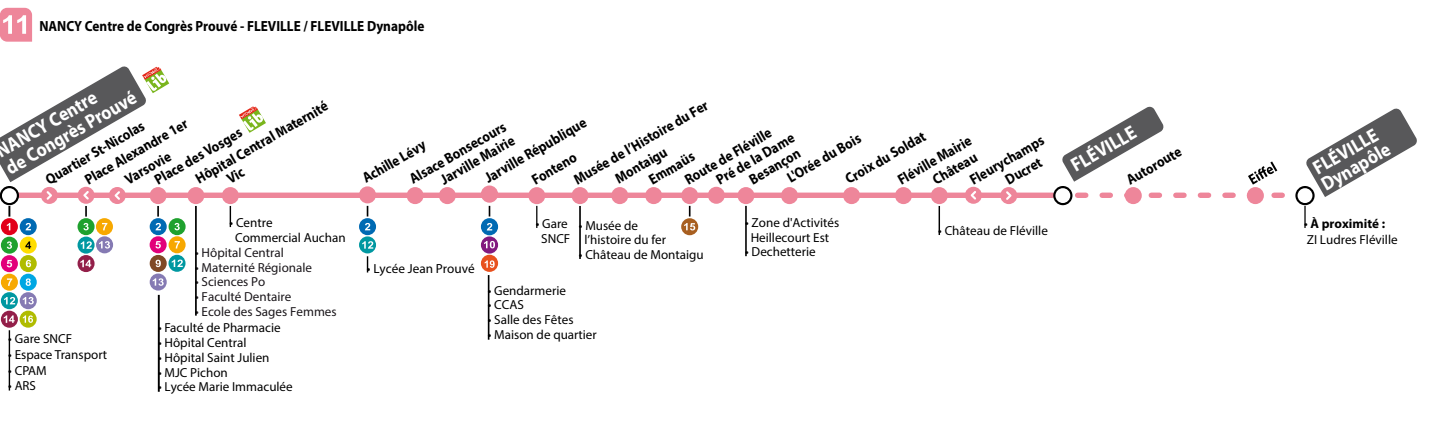 11 NANCY Centre de Congrès Prouvé - FLEVILLE / FLEVILLE Dynapôle
NANCY Centre
de Congrès Prouvé
Lib
Quartier St-Nicolas
Place Alexandre 1er
Varsovie
Place des Vosges
Lib
Hôpital Central Maternité
Vic
Achille Lévy
Alsace Bonsecours
Jarville Mairie
Jarville République
Fonteno
Musée de l'Histoire du Fer
Montaigu
Emmaüs
Route de Fléville
Pré de la Dame
Besançon
L'Orée du Bois
Croix du Soldat
Fléville Mairie
Château
Fleurychamps
Ducret
FLÉVILLE
Autoroute
Eiffel
FLÉVILLE
Dynapôle
1 2
3 4
5 6
7 8
12 13
14 16
Gare SNCF
Espace Transport
CPAM
ARS
3 7
12 13
14
2 3
5 7
9 12
13
Faculté de Pharmacie
Hôpital Central
Hôpital Saint Julien
MJC Pichon
Lycée Marie Immaculée
Hôpital Central
Maternité Régionale
Sciences Po
Faculté Dentaire
Ecole des Sages Femmes
Centre
Commercial Auchan
2
12
Lycée Jean Prouvé
2
10
19
Gendarmerie
CCAS
Salle des Fêtes
Maison de quartier
Gare
SNCF
Musée de
l'histoire du fer
Château de Montaigu
15
Zone d'Activités
Heillecourt Est
Dechetterie
Château de Fléville
À proximité :
ZI Ludres Fléville